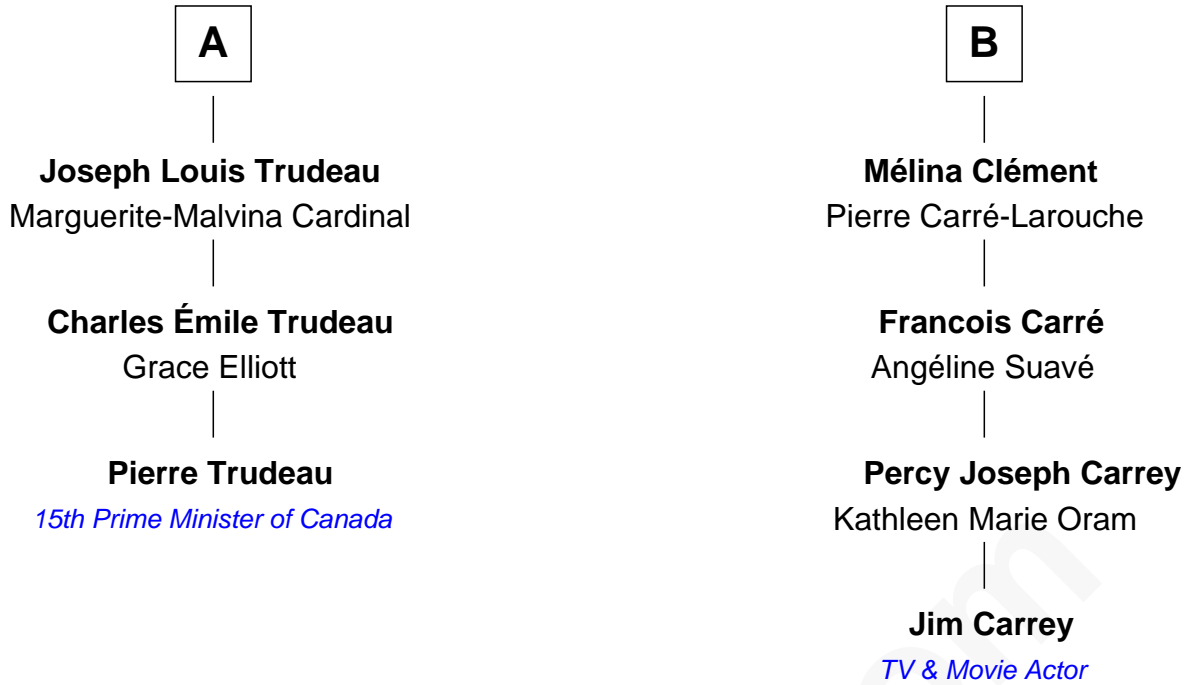 A
Joseph Louis Trudeau
Marguerite-Malvina Cardinal
Charles Émile Trudeau
Grace Elliott
Pierre Trudeau
15th Prime Minister of Canada
B
Mélina Clément
Pierre Carré-Larouche
Francois Carré
Angéline Suavé
Percy Joseph Carrey
Kathleen Marie Oram
Jim Carrey
TV & Movie Actor
om